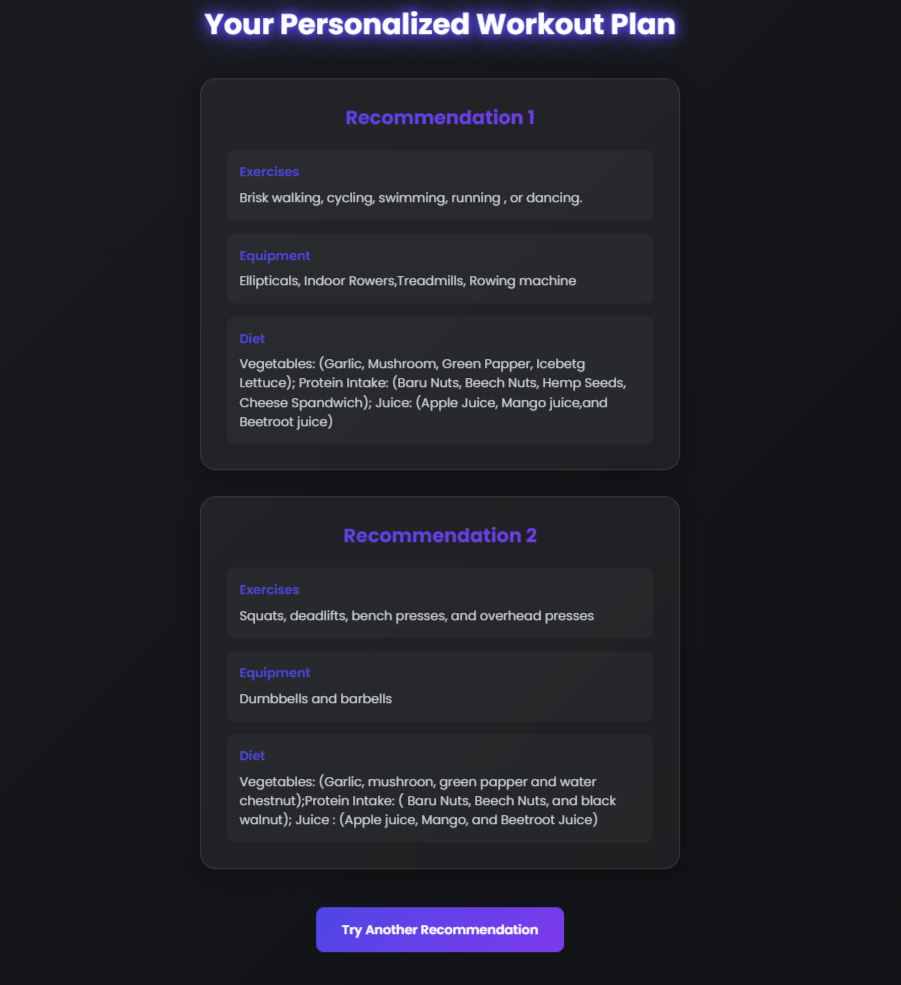 Your Personalized Workout Plan
Recommendation 1
Exercises
Brisk walking, cycling, swimming, running , or dancing.
Equipment
Ellipticals, Indoor Rowers,Treadmills, Rowing machine
Diet
Vegetables: (Garlic, Mushroom, Green Papper, Icebetg
Lettuce); Protein Intake: (Baru Nuts, Beech Nuts, Hemp Seeds,
Cheese Spandwich); Juice: (Apple Juice, Mango juice,and
Beetroot juice)
Recommendation 2
Exercises
Squats, deadlifts, bench presses, and overhead presses
Equipment
Dumbbells and barbells
Diet
Vegetables: (Garlic, mushroon, green papper and water
chestnut);Protein Intake: ( Baru Nuts, Beech Nuts, and black
walnut); Juice : (Apple juice, Mango, and Beetroot Juice)
Try Another Recommendation